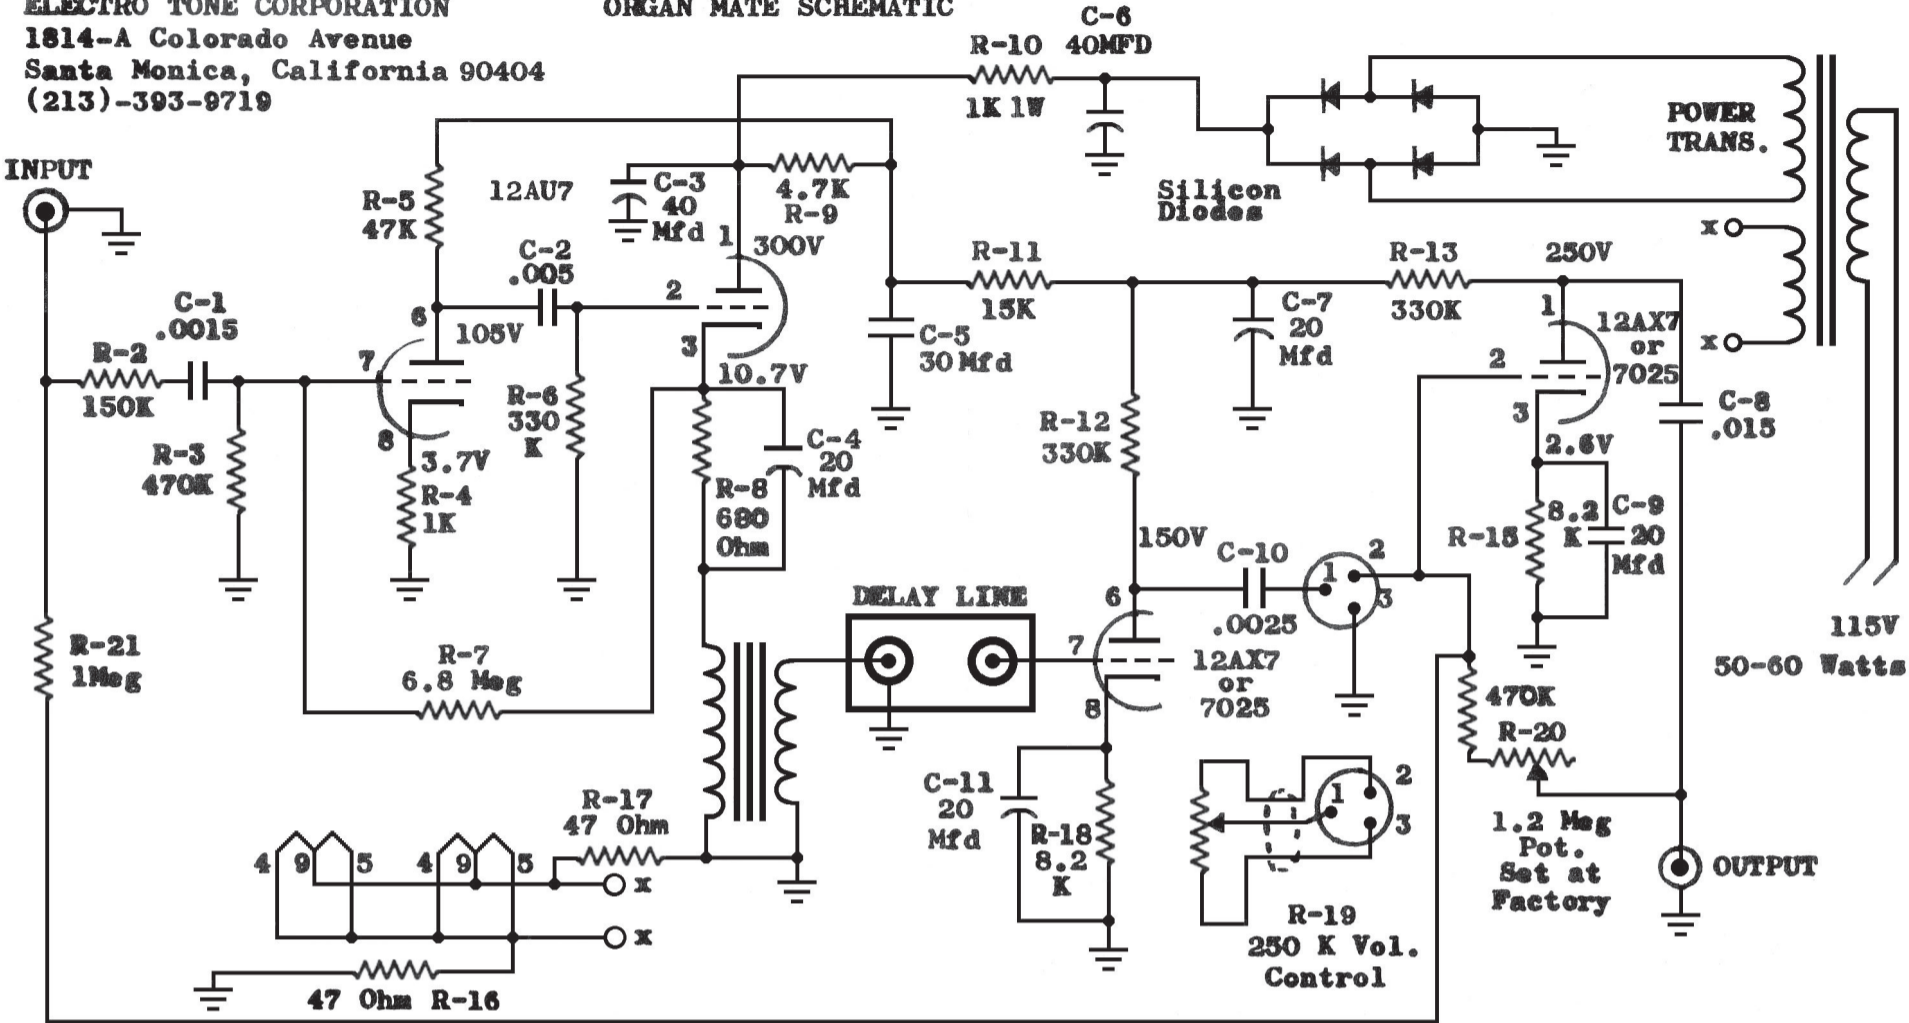 ELECTRO TONE CORPORATION
1814-A Colorado Avenue
Santa Monica, California 90404
(213)-393-9719
ORGAN MATE SCHEMATIC
C-6
R-10 40MFD
1K 1W
POWER
TRANS.
Silicon
Diodes
INPUT
R-5
47K
12AU7
C-3
40
Mfd
4.7K
R-9
1
300V
C-2
.005
2
3
10.7V
R-11
15K
R-13
330K
250V
x
x
C-1
.0015
R-2
150K
6
105V
7
8
3.7V
R-4
1K
R-3
470K
R-6
330
K
C-4
20
Mfd
R-8
680
Ohm
C-5
30 Mfd
C-7
20
Mfd
1
12AX7
or
7025
2
3
2.6V
C-8
.015
R-12
330K
150V
C-10
.0025
1
2
3
R-15
8.2
K
C-9
20
Mfd
115V
50-60 Watts
R-21
1Meg
R-7
6.8 Meg
DELAY LINE
6
7
8
12AX7
or
7025
470K
R-20
1.2 Meg
Pot.
Set at
Factory
OUTPUT
R-17
47 Ohm
4 9 5
4 9 5
x
x
47 Ohm R-16
C-11
20
Mfd
R-18
8.2
K
1
2
3
R-19
250 K Vol.
Control